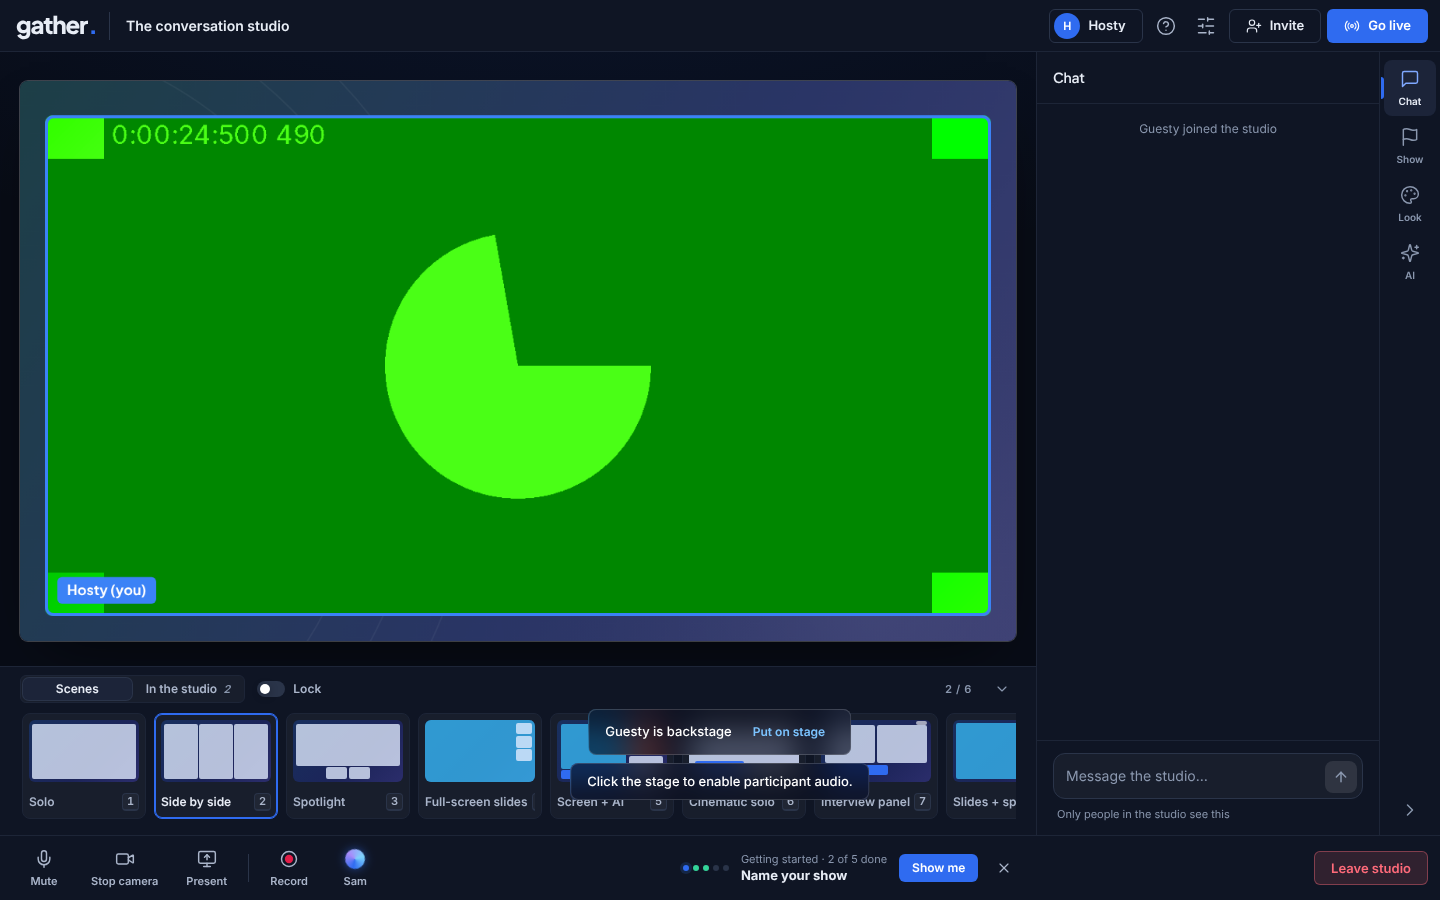 gather.
The conversation studio
H
Hosty
Invite
Go live
0:00:24:500 490
Hosty (you)
Chat
Guesty joined the studio
Chat
Show
Look
AI
Scenes
In the studio 2
Lock
2 / 6
Guesty is backstage
Put on stage
Click the stage to enable participant audio.
Solo
1
Side by side
2
Spotlight
3
Full-screen slides
Screen + AI
5
Cinematic solo
6
Interview panel
7
Slides + sp
Message the studio...
Only people in the studio see this
Mute
Stop camera
Present
Record
Sam
Getting started · 2 of 5 done
Name your show
Show me
Leave studio